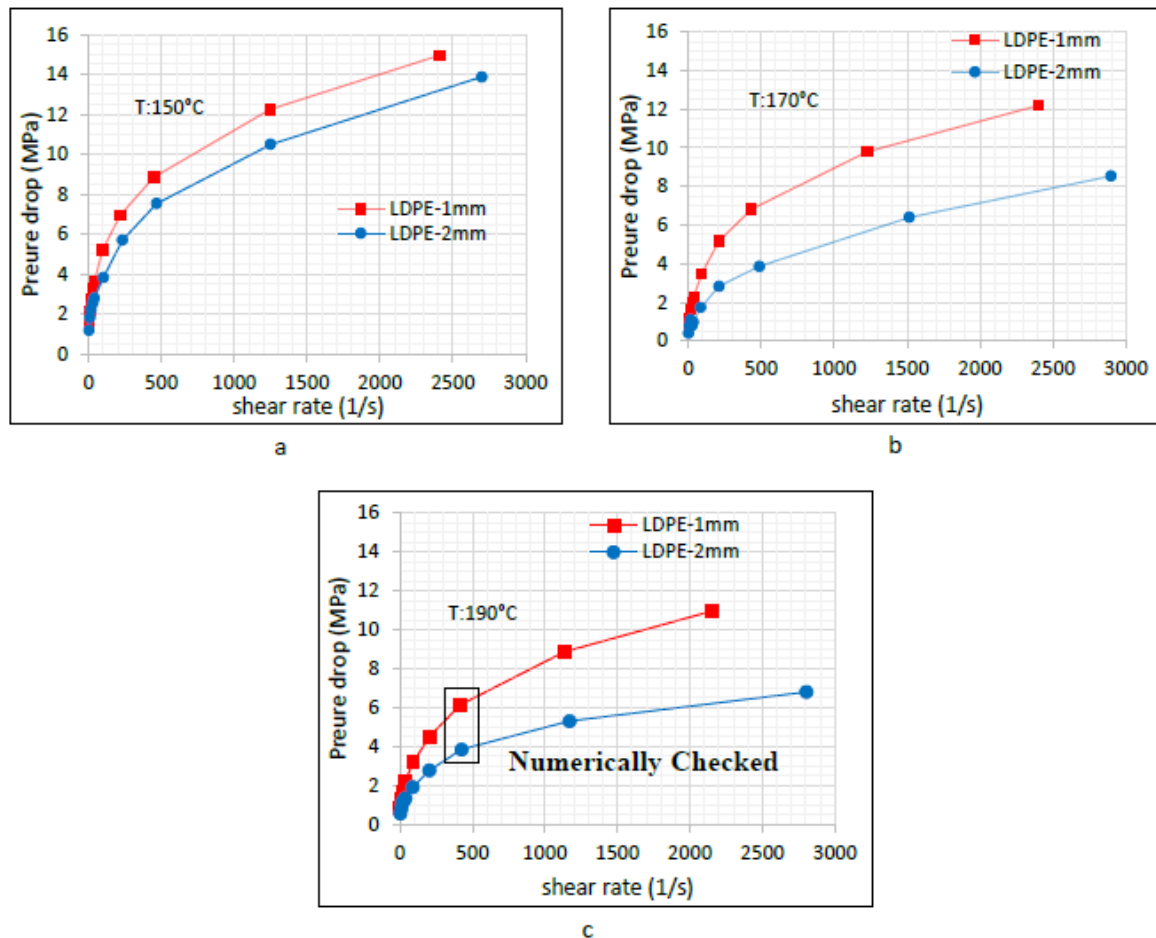 16
14
12
10
8
6
4
2
0
Preure drop (MPa)
T:150°C
LDPE-1mm
LDPE-2mm
0 500 1000 1500 2000 2500 3000
shear rate (1/s)
a
16
14
12
10
8
6
4
2
0
Preure drop (MPa)
LDPE-1mm
LDPE-2mm
T:170°C
0 500 1000 1500 2000 2500 3000
shear rate (1/s)
b
16
14
12
10
8
6
4
2
0
Preure drop (MPa)
LDPE-1mm
LDPE-2mm
T:190°C
Numerically Checked
0 500 1000 1500 2000 2500 3000
shear rate (1/s)
c